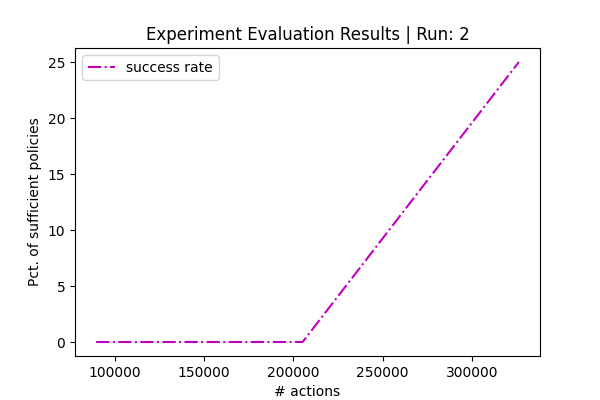 Experiment Evaluation Results | Run: 2
success rate
Pct. of sufficient policies
25
20
15
10
5
0
100000 150000 200000 250000 300000
# actions